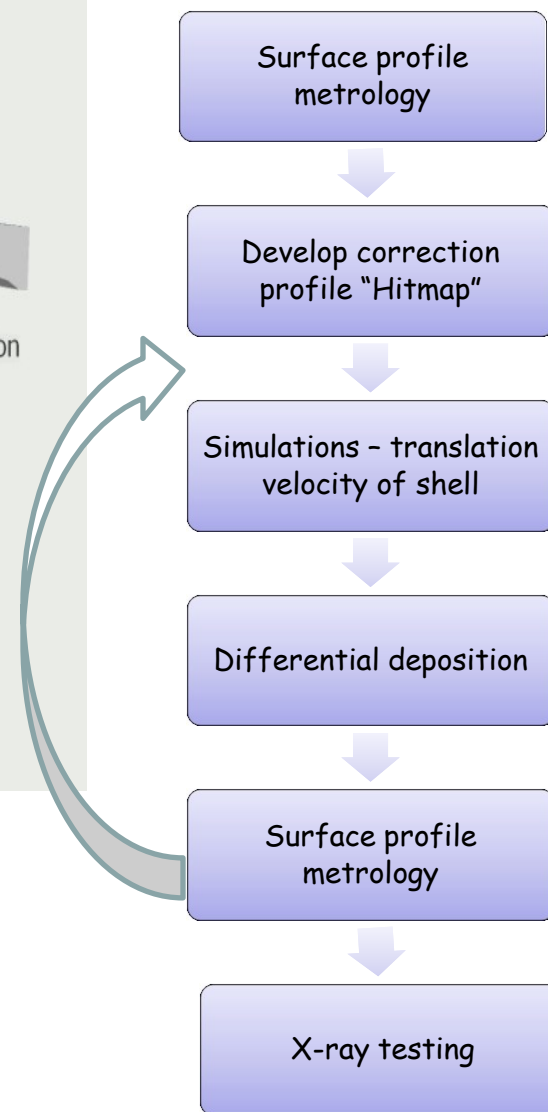 Surface profile
metrology
Develop correction
profile “Hitmap”
on
Simulations – translation
velocity of shell
Differential deposition
Surface profile
metrology
X-ray testing